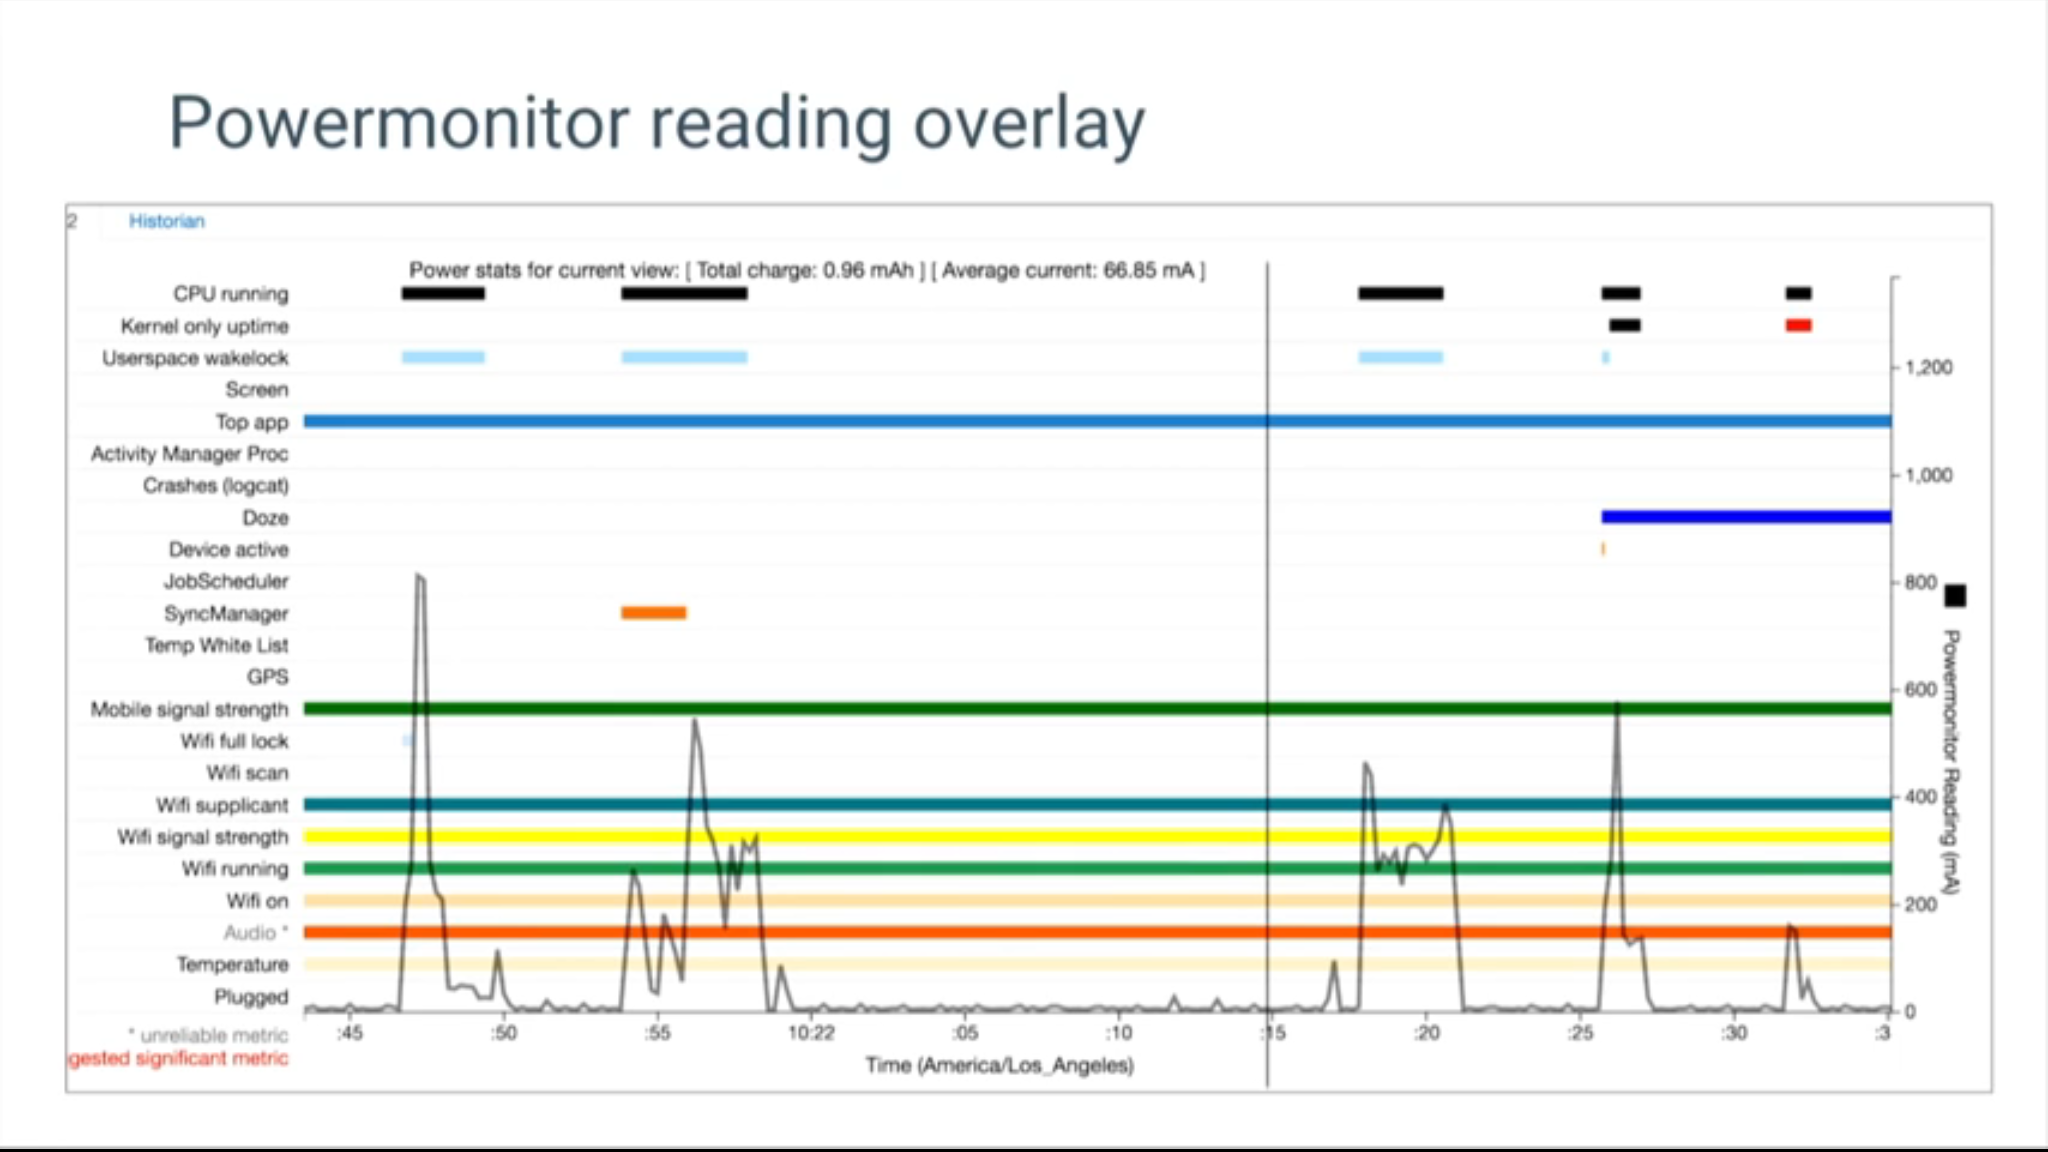 Powermonitor reading overlay
2 Historian
Power stats for current view: [ Total charge: 0.96 mAh ] [ Average current: 66.85 mA ]
CPU running
Kernel only uptime
Userspace wakelock
Screen
Top app
Activity Manager Proc
Crashes (logcat)
Doze
Device active
JobScheduler
SyncManager
Temp White List
GPS
Mobile signal strength
Wifi full lock
Wifi scan
Wifi supplicant
Wifi signal strength
Wifi running
Wifi on
Audio *
Temperature
Plugged
* unreliable metric
gested significant metric
:45 :50 :55 10:22 :05 :10 :15 :20 :25 :30 :3
Time (America/Los_Angeles)
1,200
1,000
800
600
400
200
0
Powermonitor Reading (mA)